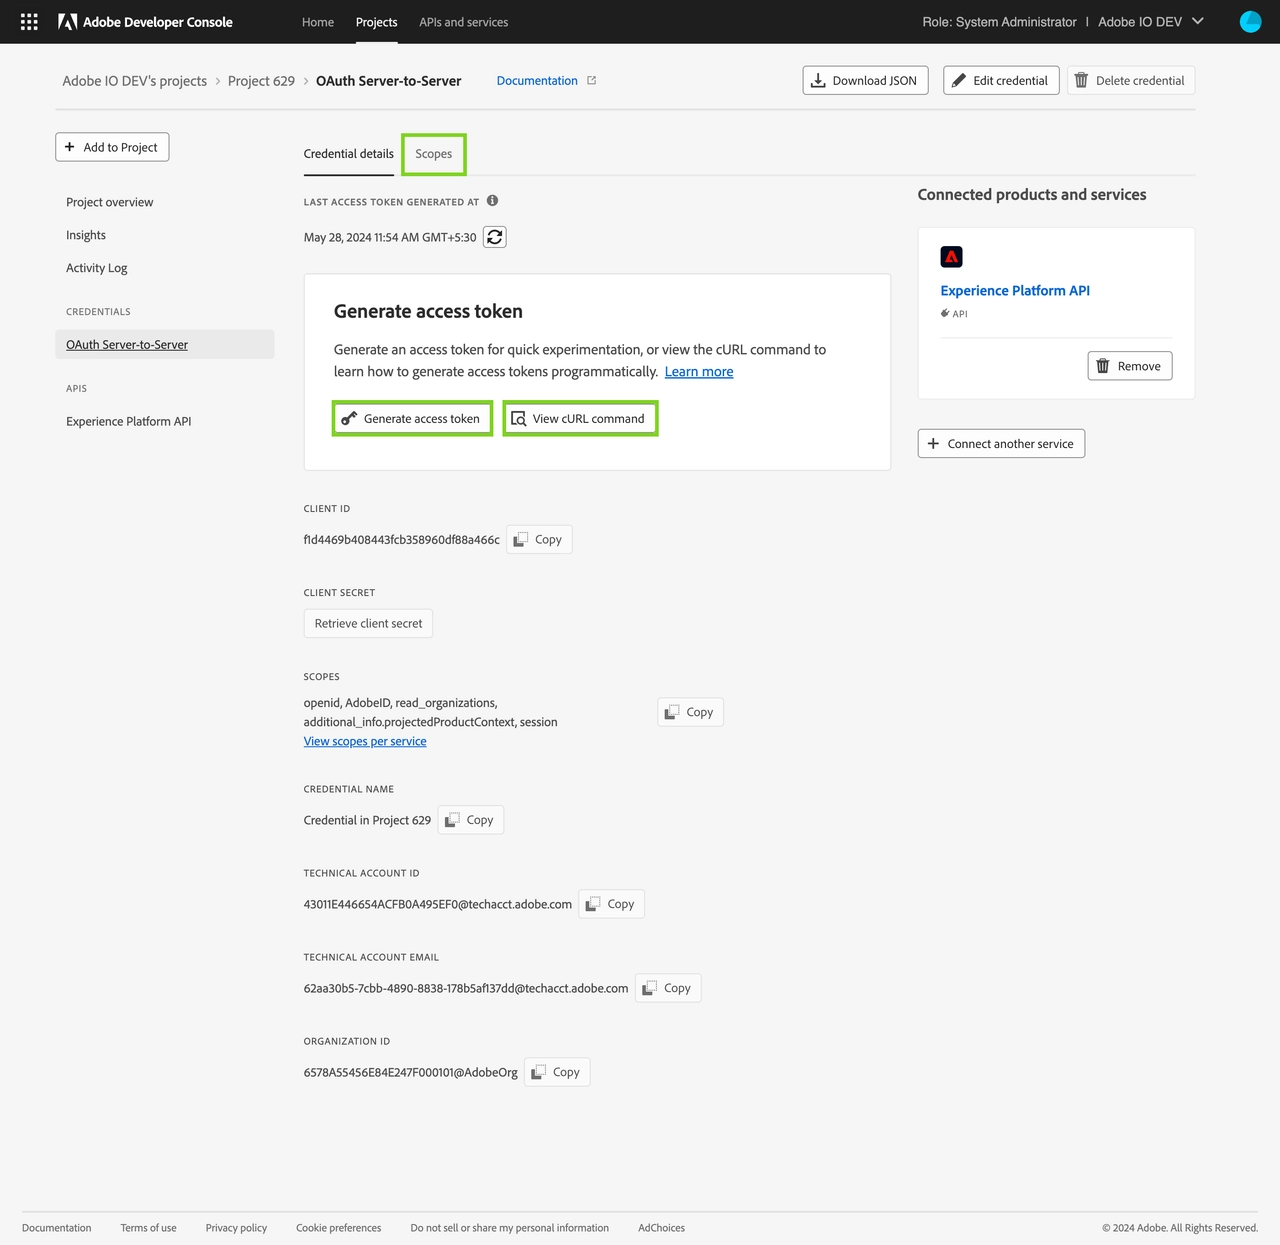 Adobe Developer Console
Home
Projects
APIs and services
Role: System Administrator | Adobe IO DEV
Adobe IO DEV's projects > Project 629 > OAuth Server-to-Server
Documentation
Download JSON
Edit credential
Delete credential
+ Add to Project
Project overview
Insights
Activity Log
CREDENTIALS
OAuth Server-to-Server
APIS
Experience Platform API
Credential details
Scopes
LAST ACCESS TOKEN GENERATED AT
May 28, 2024 11:54 AM GMT+5:30
Generate access token
Generate an access token for quick experimentation, or view the cURL command to
learn how to generate access tokens programmatically. Learn more
Generate access token
View cURL command
CLIENT ID
f1d4469b408443fcb358960df88a466c
Copy
CLIENT SECRET
Retrieve client secret
SCOPES
openid, AdobeID, read_organizations,
additional_info.projectedProductContext, session
Copy
View scopes per service
CREDENTIAL NAME
Credential in Project 629
Copy
TECHNICAL ACCOUNT ID
43011E446654ACFB0A495EF0@techacct.adobe.com
Copy
TECHNICAL ACCOUNT EMAIL
62aa30b5-7cbb-4890-8838-178b5af137dd@techacct.adobe.com
Copy
ORGANIZATION ID
6578A55456E84E247F000101@AdobeOrg
Copy
Connected products and services
Experience Platform API
API
Remove
+ Connect another service
Documentation
Terms of use
Privacy policy
Cookie preferences
Do not sell or share my personal information
AdChoices
© 2024 Adobe. All Rights Reserved.